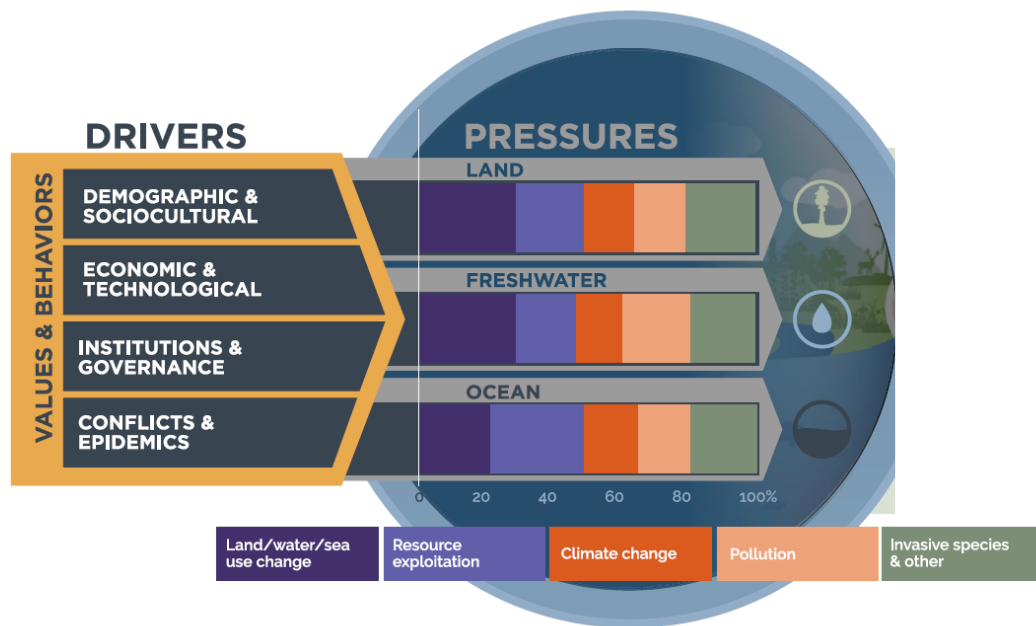 DRIVERS
PRESSURES
VALUES & BEHAVIORS
DEMOGRAPHIC &
SOCIOCULTURAL
ECONOMIC &
TECHNOLOGICAL
INSTITUTIONS &
GOVERNANCE
CONFLICTS &
EPIDEMICS
LAND
FRESHWATER
OCEAN
0 20 40 60 80 100%
Land/water/sea
use change
Resource
exploitation
Climate change
Pollution
Invasive species
& other